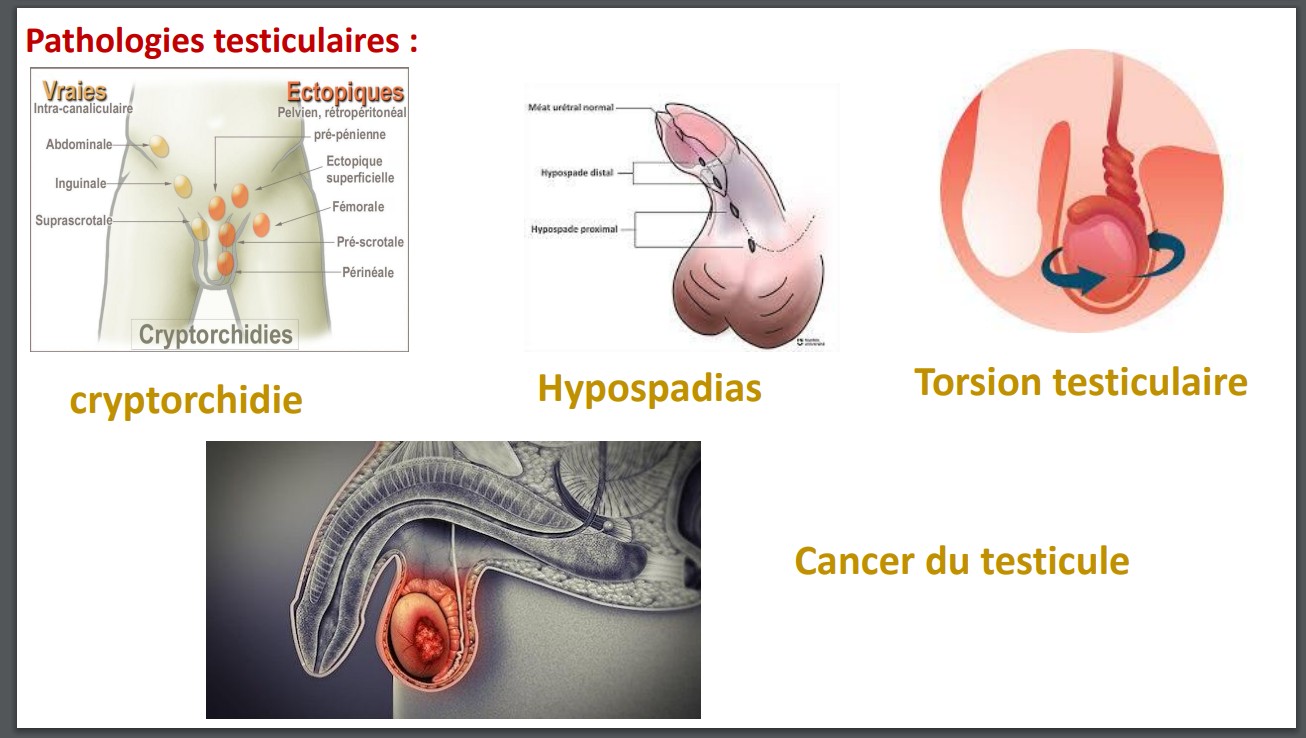 Pathologies testiculaires :
Vraies
Intra-canaliculaire
Abdominale
Inguinale
Suprascrotale
Ectopiques
Pelvien, rétropéritonéal
pré-pénienne
Ectopique
superficielle
Fémorale
Pré-scrotale
Périnéale
Cryptorchidies
cryptorchidie
Méat urétral normal
Hypospade distal
Hypospade proximal
Hypospadias
Torsion testiculaire
Cancer du testicule